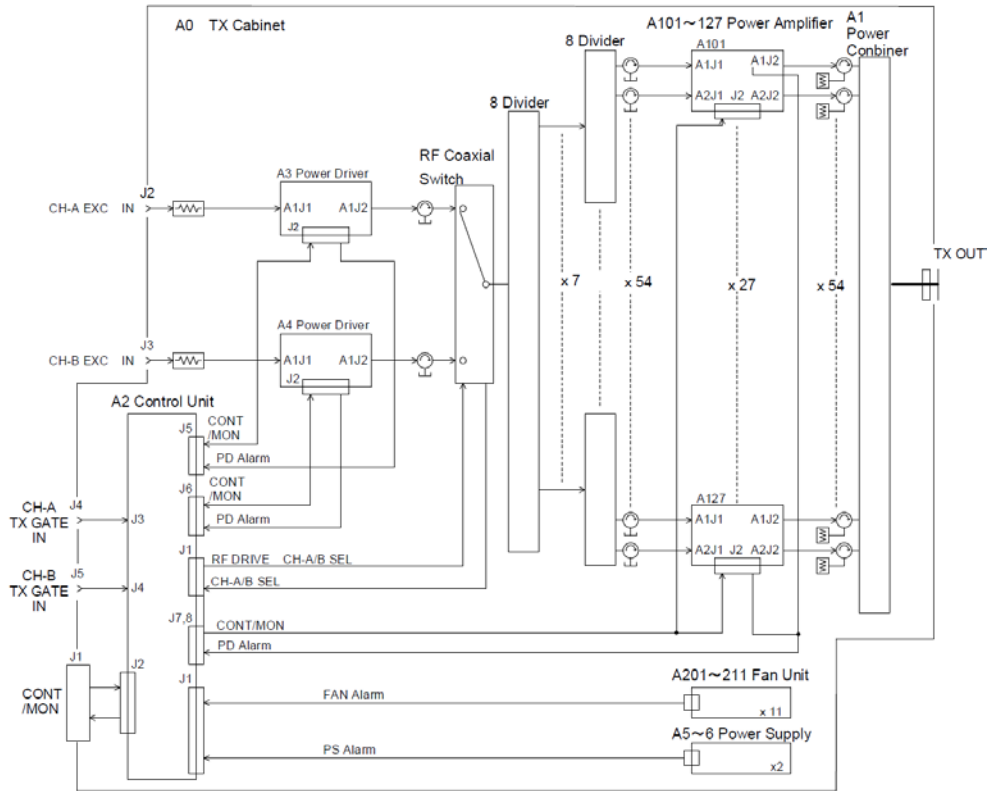 A0 TX Cabinet
A101～127 Power Amplifier
A1
Power
Conbiner
8 Divider
A101
A1J1
A1J2
A2J1
J2
A2J2
8 Divider
RF Coaxial
Switch
A3 Power Driver
J2
CH-A EXC IN
A1J1
A1J2
J2
TX OUT
x 7
x 54
x 27
x 54
A4 Power Driver
J3
CH-B EXC IN
A1J1
A1J2
J2
A2 Control Unit
J5
CONT
/MON
PD Alarm
J6
CONT
/MON
PD Alarm
CH-A
TX GATE
IN
J4
J3
A127
A1J1
A1J2
A2J1
J2
A2J2
J1
RF DRIVE CH-A/B SEL
CH-A/B SEL
CH-B
TX GATE
IN
J5
J4
J7,8
CONT/MON
PD Alarm
J1
J2
CONT
/MON
J1
FAN Alarm
A201～211 Fan Unit
x 11
PS Alarm
A5～6 Power Supply
x2